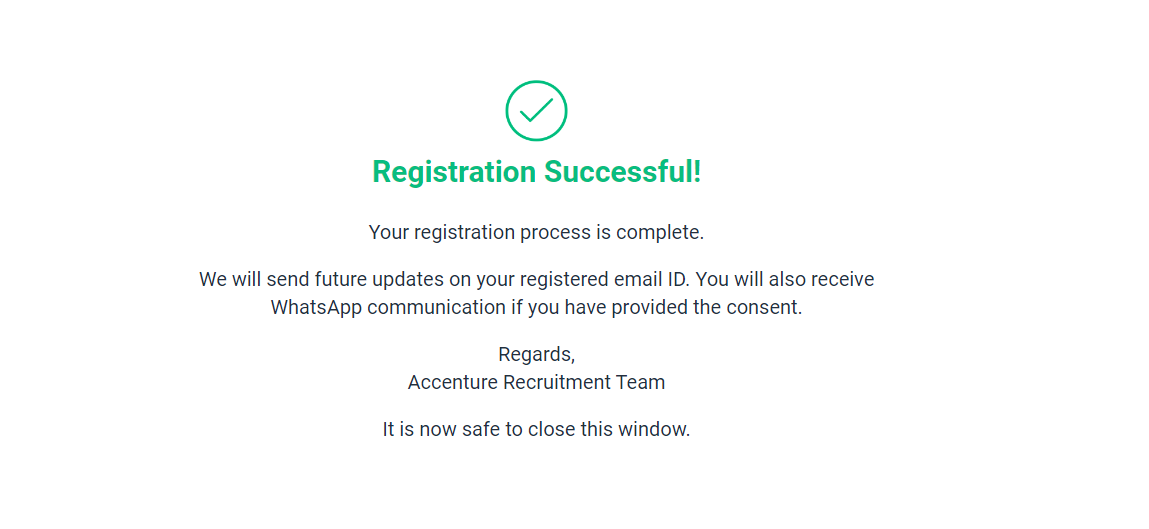 Registration Successful!
Your registration process is complete.
We will send future updates on your registered email ID. You will also receive
WhatsApp communication if you have provided the consent.
Regards,
Accenture Recruitment Team
It is now safe to close this window.